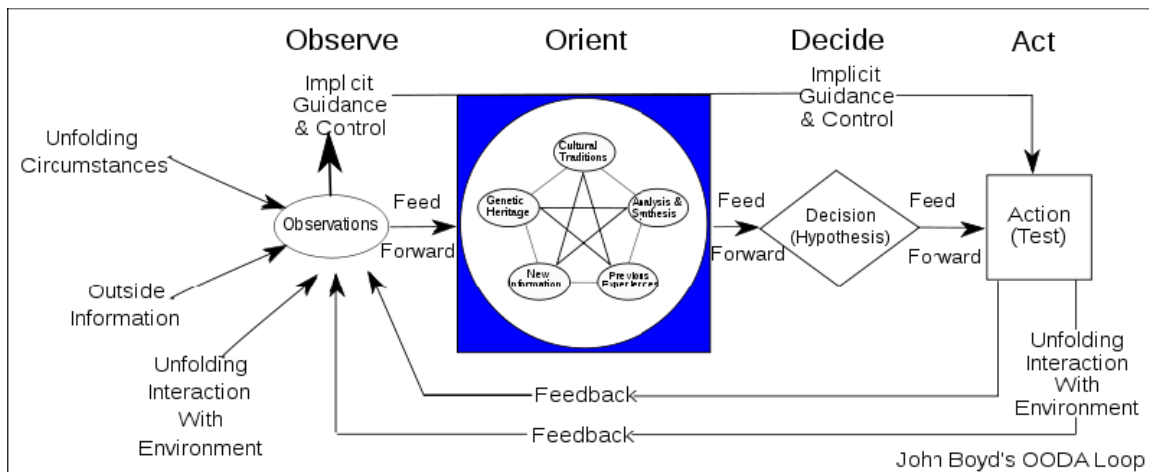 Observe
Orient
Decide
Act
Implicit
Guidance
& Control
Implicit
Guidance
& Control
Unfolding
Circumstances
Observations
Feed
Forward
Cultural
Traditions
Genetic
Heritage
Analysis &
Synthesis
New
Information
Previous
Experiences
Feed
Forward
Decision
(Hypothesis)
Feed
Forward
Action
(Test)
Outside
Information
Unfolding
Interaction
With
Environment
Feedback
Feedback
Unfolding
Interaction
With
Environment
John Boyd's OODA Loop